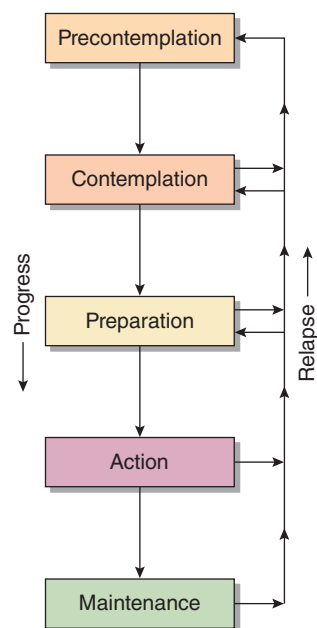 Precontemplation
Contemplation
Progress
Relapse
Preparation
Action
Maintenance